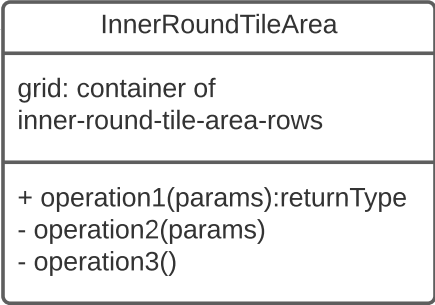 InnerRoundTileArea
grid: container of
inner-round-tile-area-rows
+ operation1(params):returnType
- operation2(params)
- operation3()